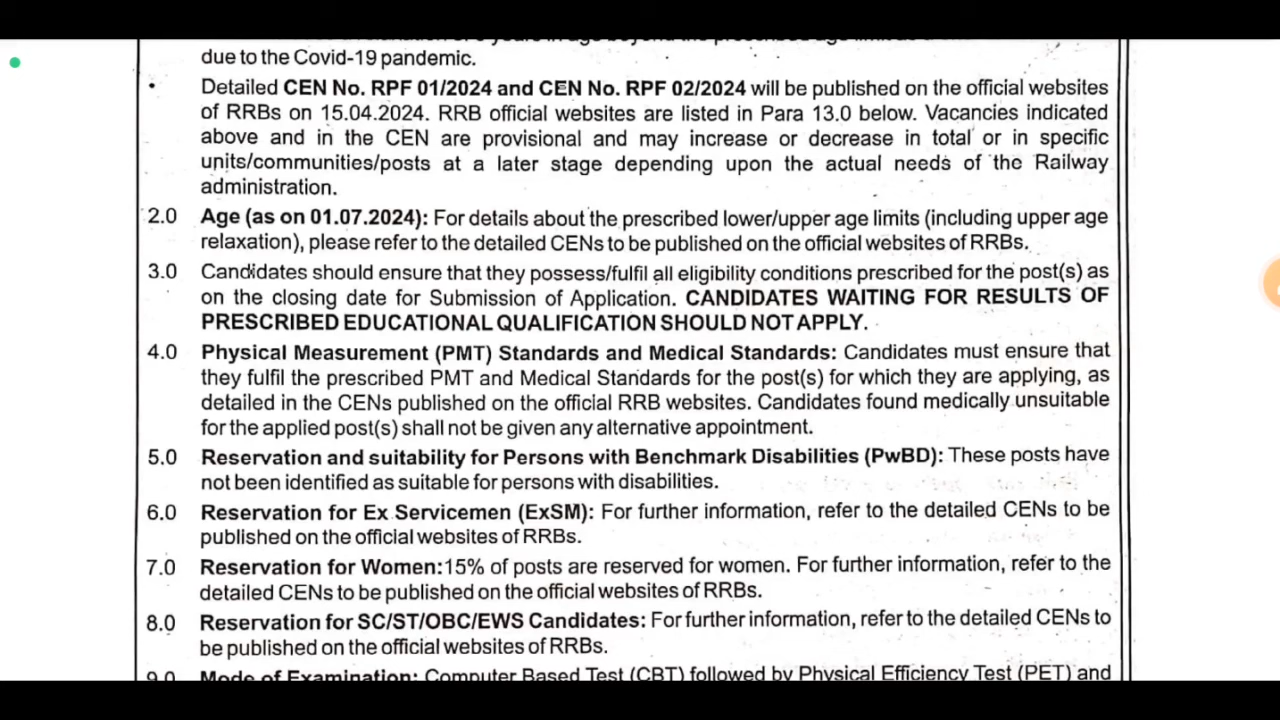 due to the Covid-19 pandemic.
• Detailed CEN No. RPF 01/2024 and CEN No. RPF 02/2024 will be published on the official websites
of RRBs on 15.04.2024. RRB official websites are listed in Para 13.0 below. Vacancies indicated
above and in the CEN are provisional and may increase or decrease in total or in specific
units/communities/posts at a later stage depending upon the actual needs of the Railway
administration.
2.0 Age (as on 01.07.2024): For details about the prescribed lower/upper age limits (including upper age
relaxation), please refer to the detailed CENs to be published on the official websites of RRBs.
3.0 Candidates should ensure that they possess/fulfil all eligibility conditions prescribed for the post(s) as
on the closing date for Submission of Application. CANDIDATES WAITING FOR RESULTS OF
PRESCRIBED EDUCATIONAL QUALIFICATION SHOULD NOT APPLY.
4.0 Physical Measurement (PMT) Standards and Medical Standards: Candidates must ensure that
they fulfil the prescribed PMT and Medical Standards for the post(s) for which they are applying, as
detailed in the CENs published on the official RRB websites. Candidates found medically unsuitable
for the applied post(s) shall not be given any alternative appointment.
5.0 Reservation and suitability for Persons with Benchmark Disabilities (PwBD): These posts have
not been identified as suitable for persons with disabilities.
6.0 Reservation for Ex Servicemen (ExSM): For further information, refer to the detailed CENs to be
published on the official websites of RRBs.
7.0 Reservation for Women:15% of posts are reserved for women. For further information, refer to the
detailed CENs to be published on the official websites of RRBs.
8.0 Reservation for SC/ST/OBC/EWS Candidates: For further information, refer to the detailed CENs to
be published on the official websites of RRBs.
9.0 Mode of Examination: Computer Based Test (CBT) followed by Physical Efficiency Test (PET) and